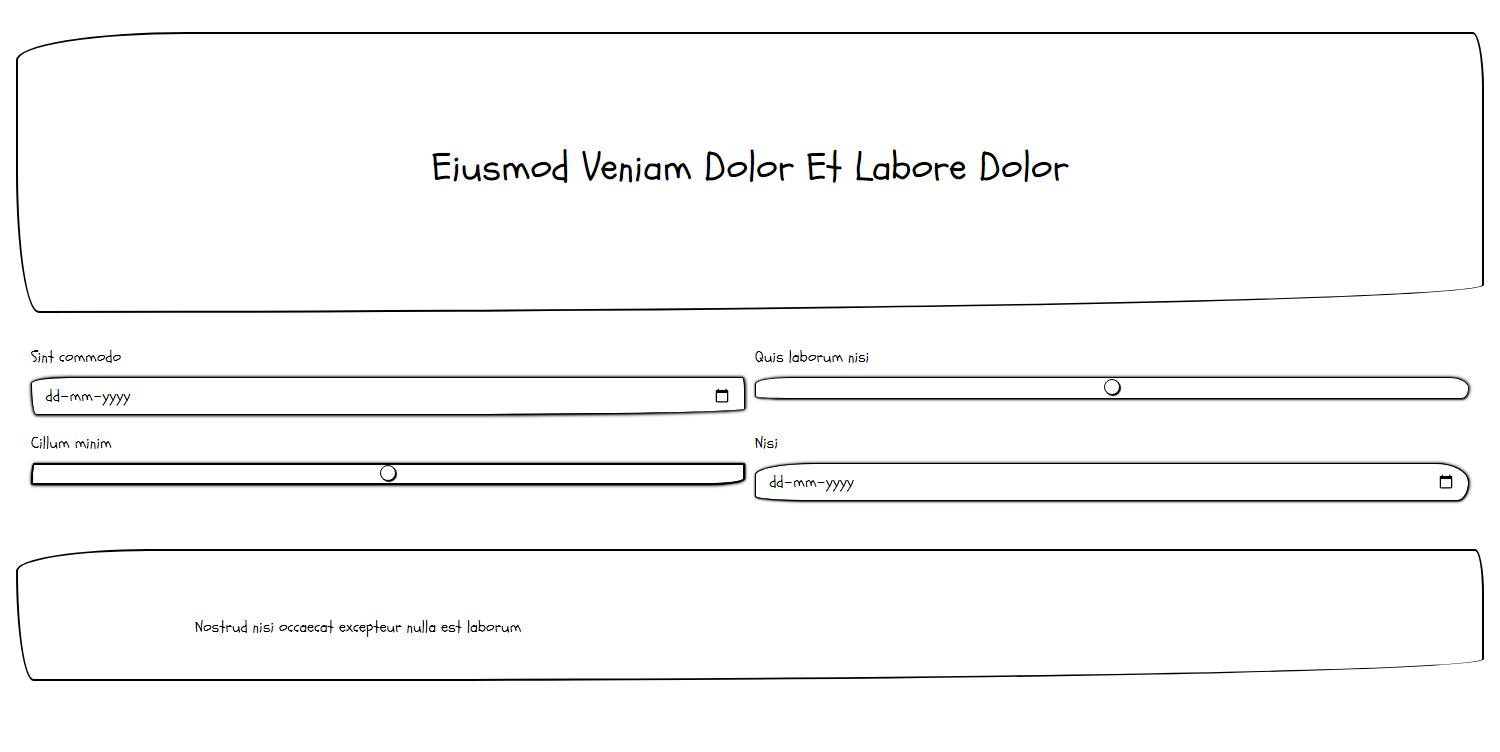 Eiusmod Veniam Dolor Et Labore Dolor
Sint commodo
Quis laborum nisi
dd-mm-yyyy
Cillum minim
Nisi
dd-mm-yyyy
Nostrud nisi occaecat excepteur nulla est laborum